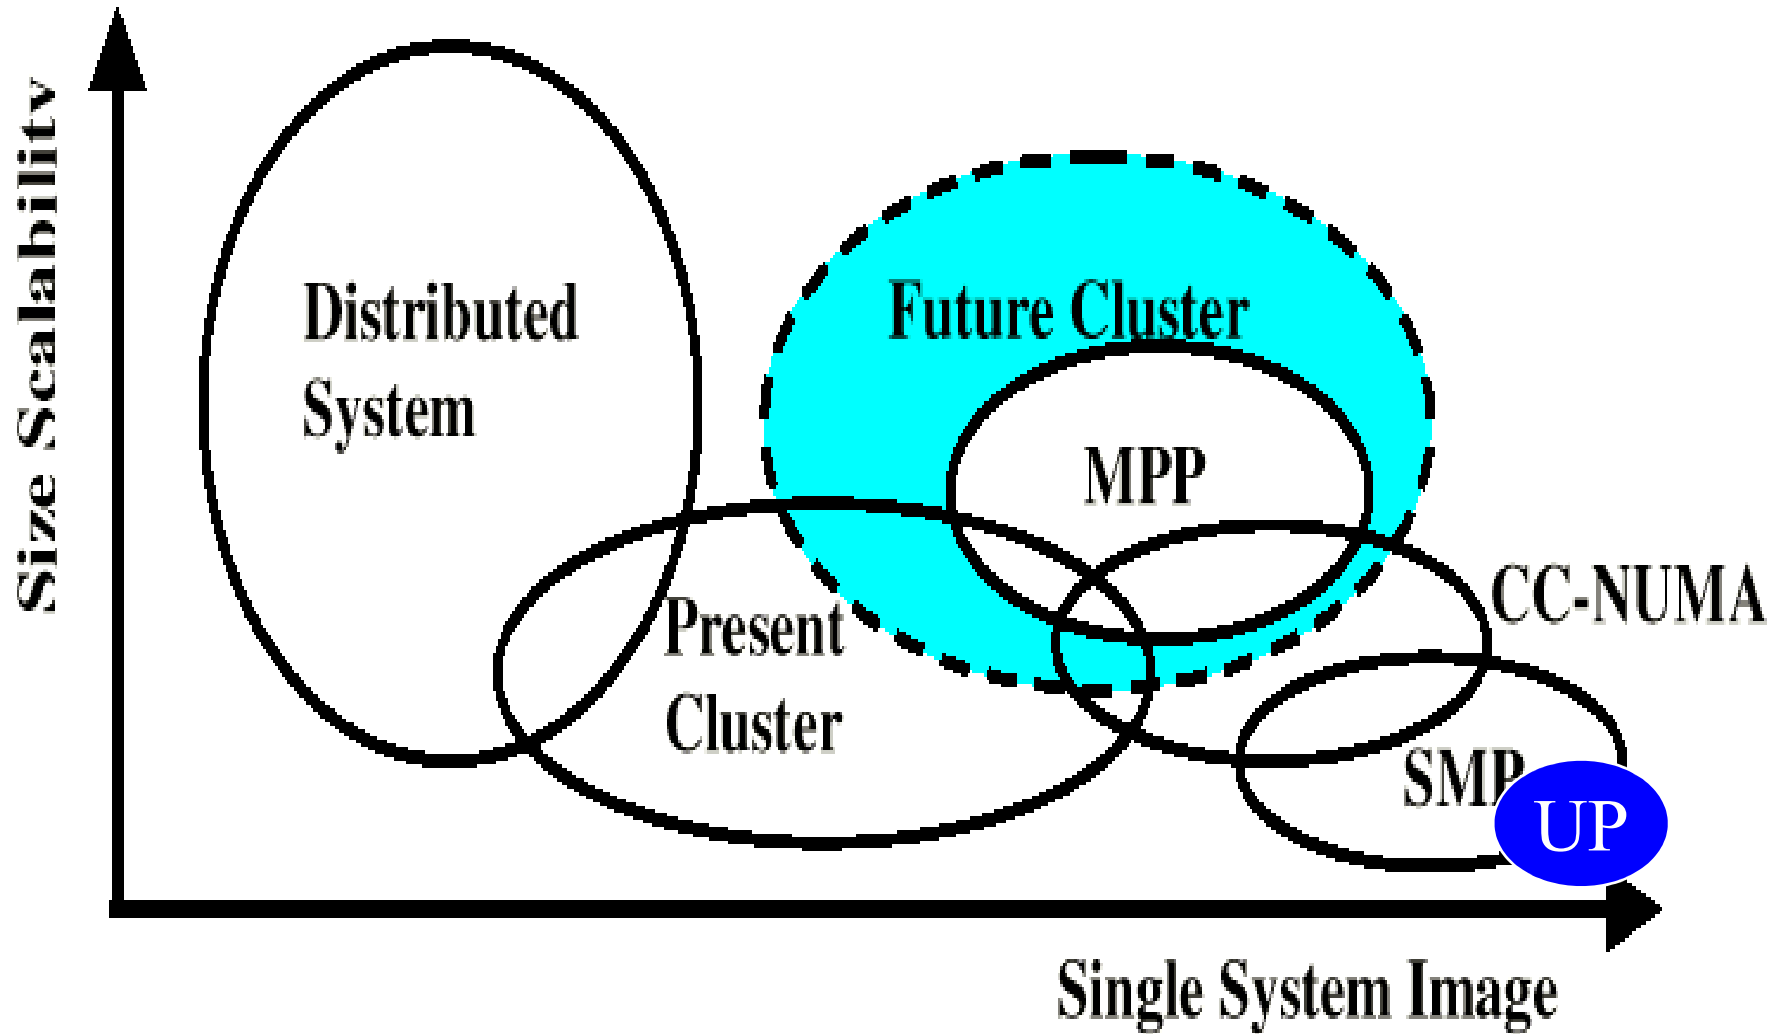 Size Scalability
Distributed
System
Future Cluster
MPP
CC-NUMA
Present
Cluster
SMP
UP
Single System Image